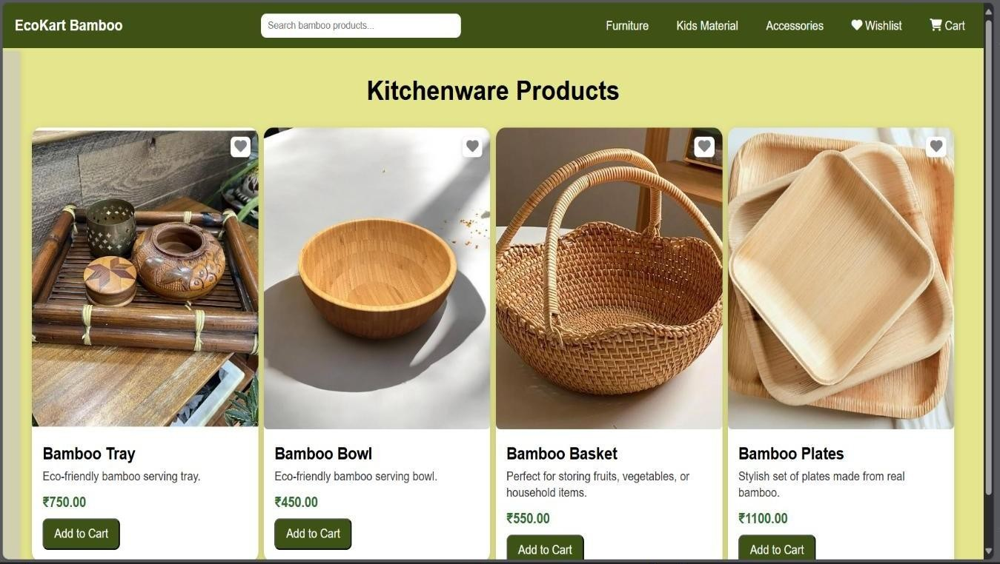 EcoKart Bamboo
Search bamboo products...
Furniture
Kids Material
Accessories
Wishlist
Cart
Kitchenware Products
Bamboo Tray
Eco-friendly bamboo serving tray.
₹750.00
Add to Cart
Bamboo Bowl
Eco-friendly bamboo serving bowl.
₹450.00
Add to Cart
Bamboo Basket
Perfect for storing fruits, vegetables, or
household items.
₹550.00
Add to Cart
Bamboo Plates
Stylish set of plates made from real
bamboo.
₹1100.00
Add to Cart